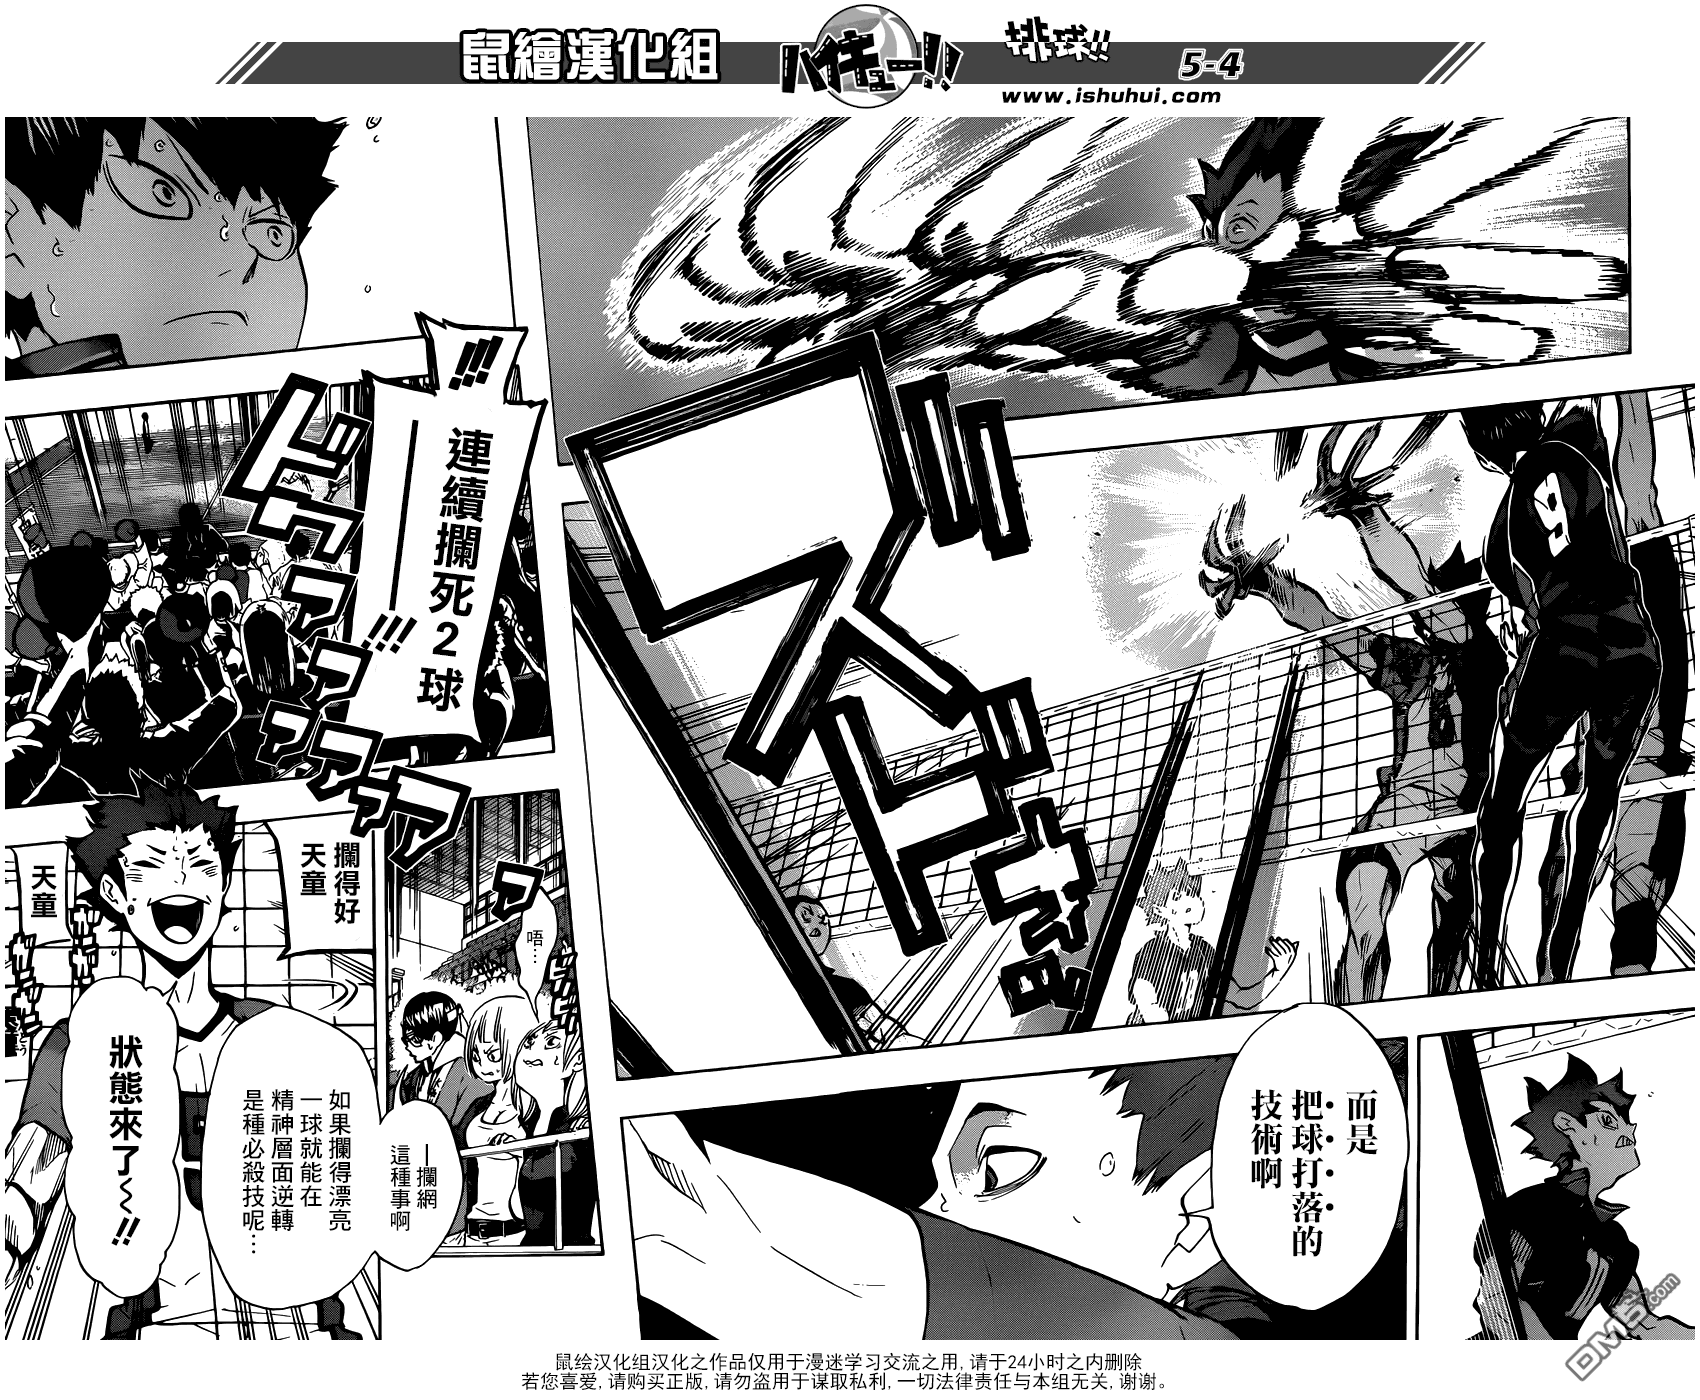 鼠繪漢化組
ハイキュー!!
排球!!
5-4
www.ishuhui.com
ズド
而是
把球打落的
技術啊
!!!
連續攔死2球
——!!!
ドワァァァァァァァ
ワァ
唔…
—攔網
這種事啊
如果攔得漂亮
一球就能在
精神層面逆轉
是種必殺技呢…
攔得好
天童
天童
狀態來了～!!
鼠绘汉化组汉化之作品仅用于漫迷学习交流之用,请于24小时之内删除
若您喜爱,请购买正版,请勿盗用于谋取私利,一切法律责任与本组无关,谢谢。
DM5.com